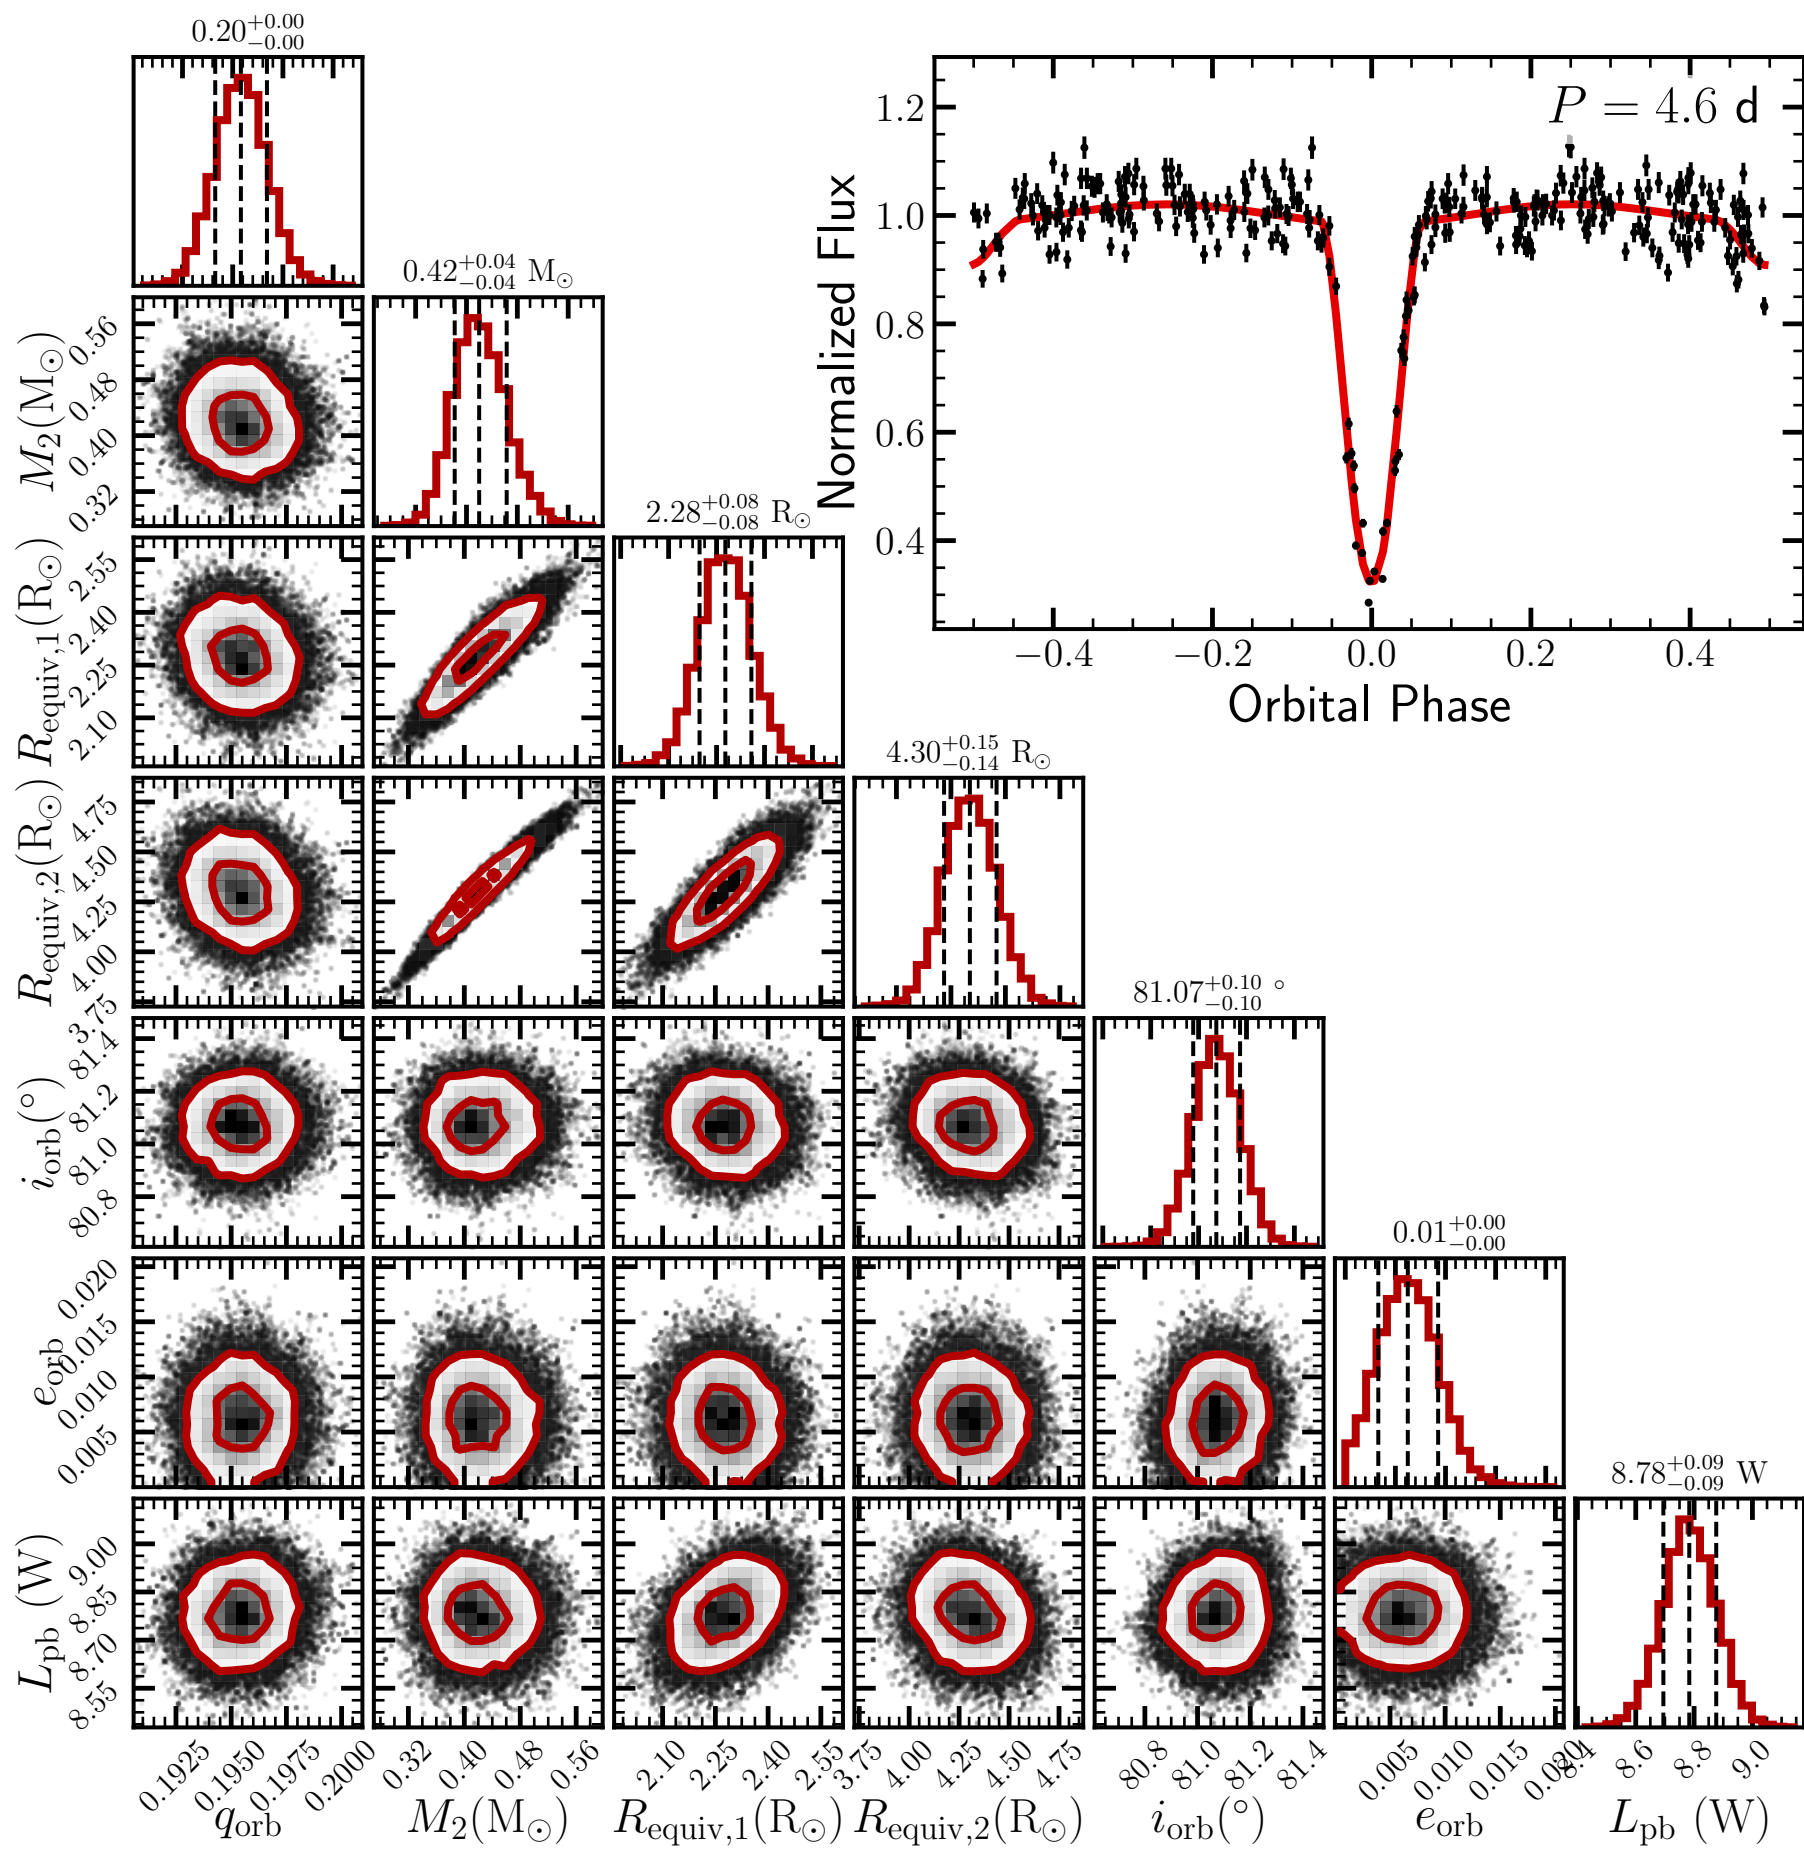 0.20+0.00−0.00
1.2
1.0
0.8
0.6
0.4
Normalized Flux
P = 4.6 d
−0.4 −0.2 0.0 0.2 0.4
Orbital Phase
0.42+0.04−0.04 M⊙
0.56
0.48
0.40
0.32
M2(M⊙)
2.28+0.08−0.08 R⊙
2.55
2.40
2.25
2.10
Requiv,1(R⊙)
4.30+0.15−0.14 R⊙
4.75
4.50
4.25
4.00
3.75
Requiv,2(R⊙)
81.07+0.10−0.10 °
81.4
81.2
81.0
80.8
iorb(°)
0.01+0.00−0.00
0.020
0.015
0.010
0.005
eorb
8.78+0.09−0.09 W
9.00
8.85
8.70
8.55
Lpb (W)
0.1925 0.1950 0.1975 0.2000 0.32 0.40 0.48 0.56 2.10 2.25 2.40 2.55 3.75 4.00 4.25 4.50 4.75 80.8 81.0 81.2 81.4 0.005 0.010 0.015 0.020 8.4 8.6 8.8 9.0
qorb M2(M⊙) Requiv,1(R⊙) Requiv,2(R⊙) iorb(°) eorb Lpb (W)